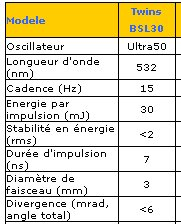 Modele
Twins
BSL30
Oscillateur
Ultra50
Longueur d'onde
(nm)
532
Cadence (Hz)
15
Energie par
impulsion (mJ)
30
Stabilité en énergie
(rms)
<2
Durée d'impulsion
(ns)
7
Diamètre de
faisceau (mm)
3
Divergence (mrad,
angle total)
<6